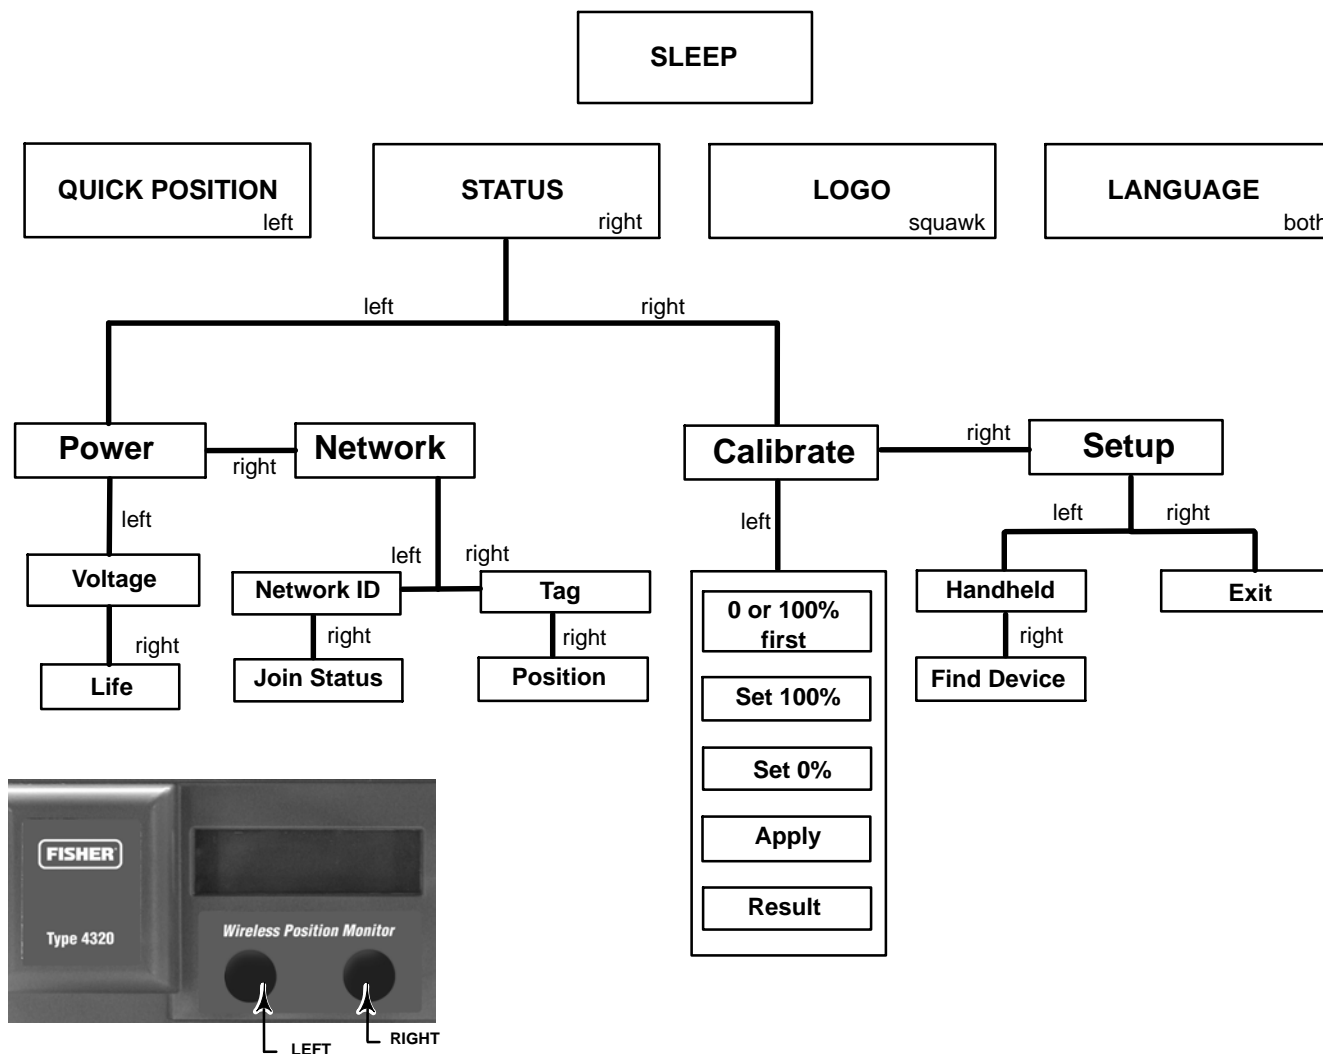 SLEEP
QUICK POSITION
left
STATUS
right
LOGO
squawk
LANGUAGE
both
left
right
Power
right
Network
Calibrate
right
Setup
left
left
right
left
left
right
Voltage
Network ID
Tag
Handheld
Exit
right
right
right
right
Life
Join Status
Position
Find Device
0 or 100%
first
Set 100%
Set 0%
Apply
Result
FISHER
Type 4320
Wireless Position Monitor
LEFT
RIGHT